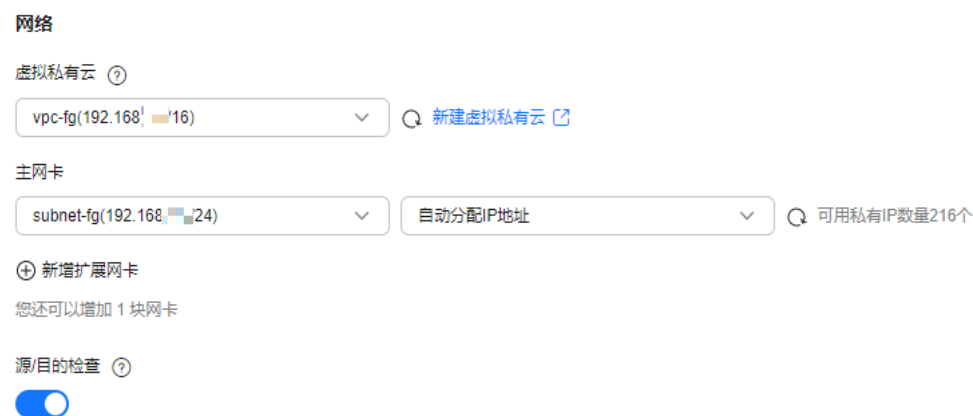 网络
虚拟私有云
vpc-fg(192.168 /16) 新建虚拟私有云
主网卡
subnet-fg(192.168 /24) 自动分配IP地址 可用私有IP数量216个
新增扩展网卡
您还可以增加 1 块网卡
源/目的检查